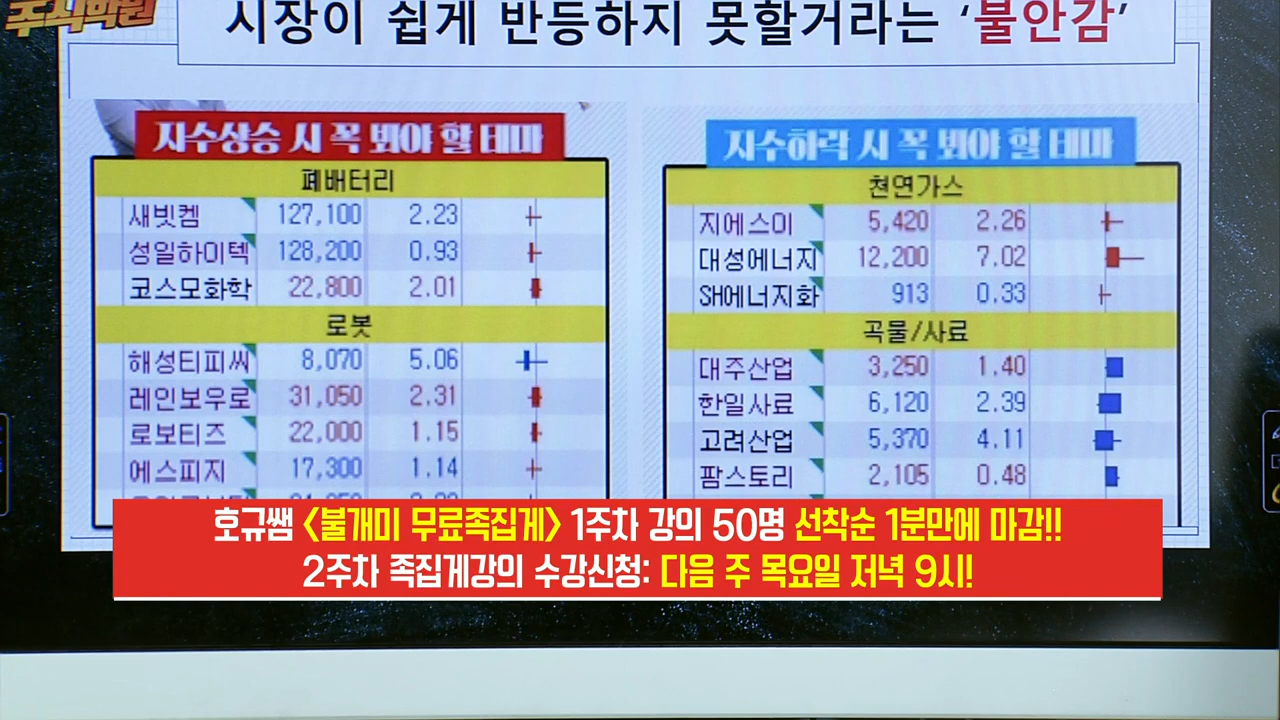 주식학원
시장이 쉽게 반등하지 못할거라는 ‘불안감’
지수상승 시 꼭 봐야 할 테마
폐배터리
새빗켐 127,100 2.23
성일하이텍 128,200 0.93
코스모화학 22,800 2.01
로봇
해성티피씨 8,070 5.06
레인보우로 31,050 2.31
로보티즈 22,000 1.15
에스피지 17,300 1.14
지수하락 시 꼭 봐야 할 테마
천연가스
지에스이 5,420 2.26
대성에너지 12,200 7.02
SH에너지화 913 0.33
곡물/사료
대주산업 3,250 1.40
한일사료 6,120 2.39
고려산업 5,370 4.11
팜스토리 2,105 0.48
호규쌤 <불개미 무료족집게> 1주차 강의 50명 선착순 1분만에 마감!!
2주차 족집게강의 수강신청: 다음 주 목요일 저녁 9시!